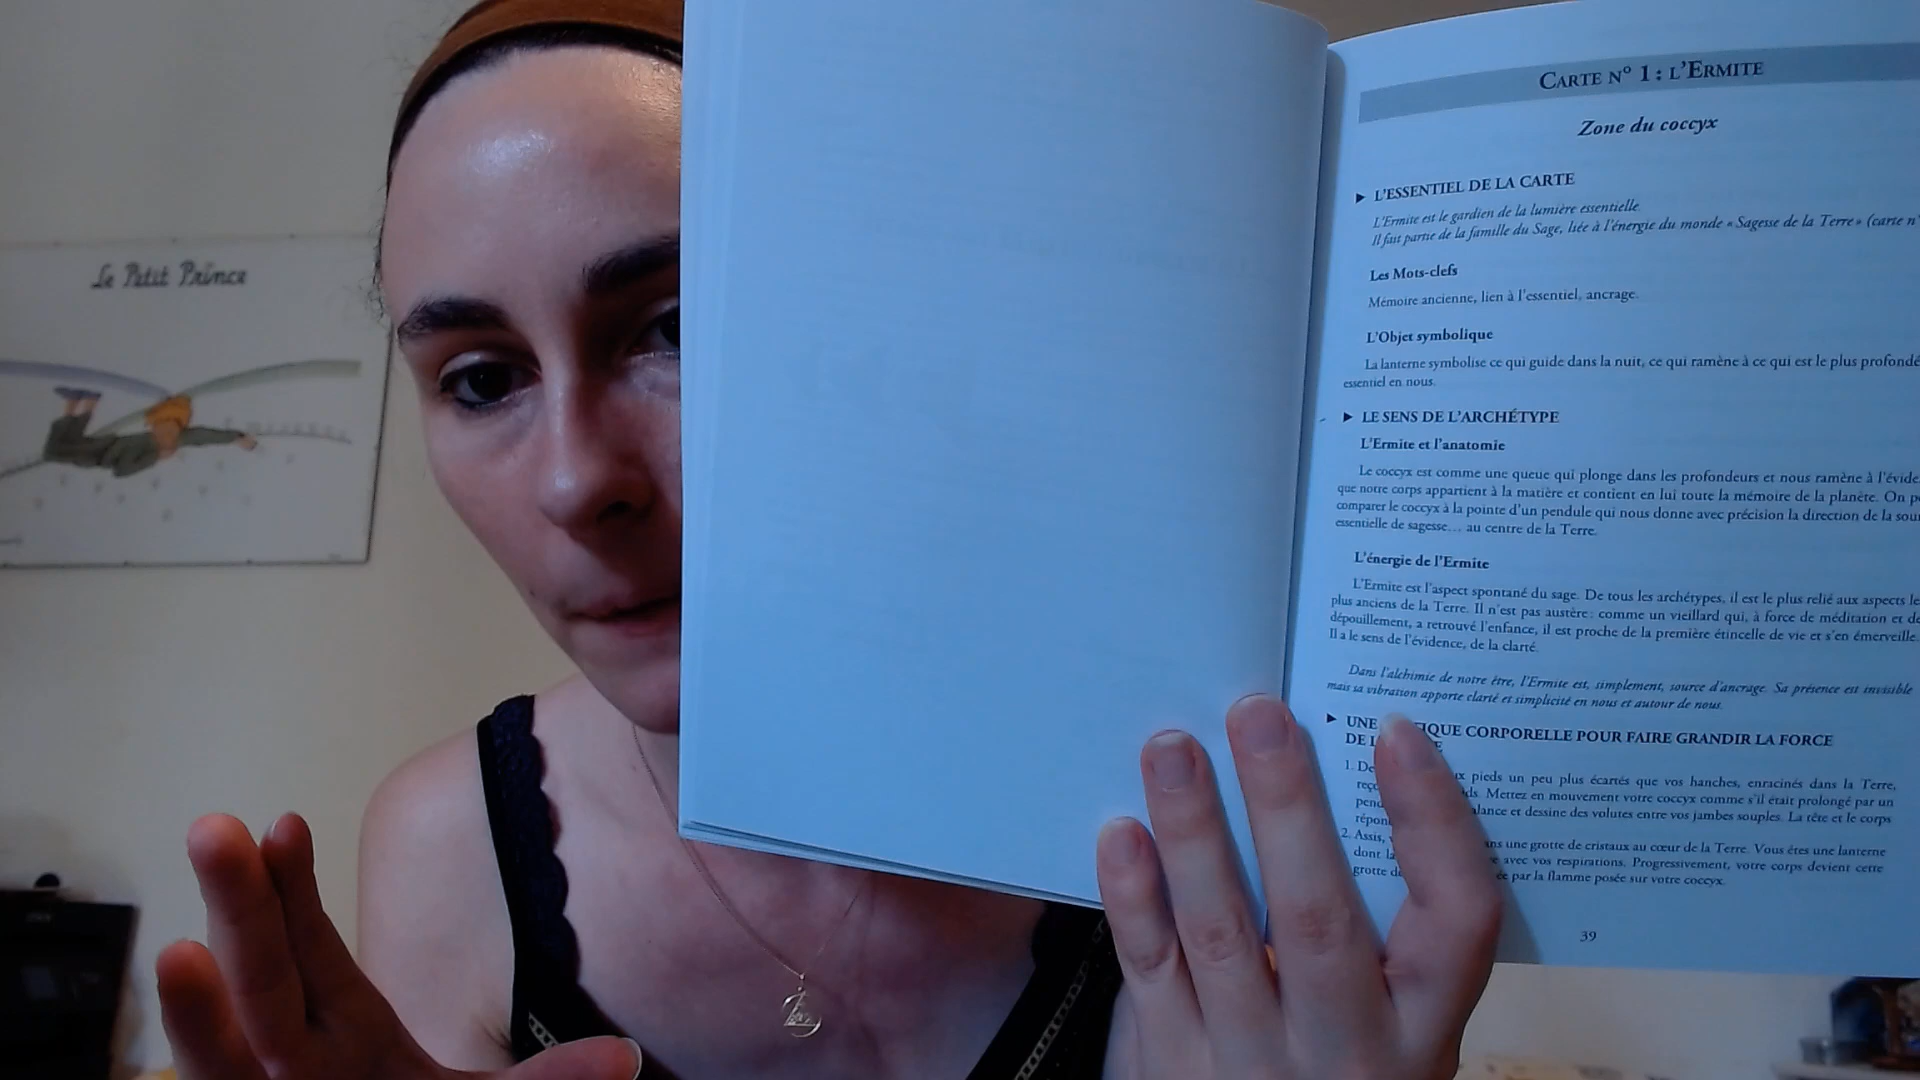 Le Petit Prince
CARTE N° 1 : L'ERMITE
Zone du coccyx
► L'ESSENTIEL DE LA CARTE
L'Ermite est le gardien de la lumière essentielle.
Il fait partie de la famille du Sage, liée à l'énergie du monde « Sagesse de la Terre » (carte n°
Les Mots-clefs
Mémoire ancienne, lien à l'essentiel, ancrage.
L'Objet symbolique
La lanterne symbolise ce qui guide dans la nuit, ce qui ramène à ce qui est le plus profondé
essentiel en nous.
► LE SENS DE L'ARCHÉTYPE
L'Ermite et l'anatomie
Le coccyx est comme une queue qui plonge dans les profondeurs et nous ramène à l'évide
que notre corps appartient à la matière et contient en lui toute la mémoire de la planète. On p
comparer le coccyx à la pointe d'un pendule qui nous donne avec précision la direction de la sou
essentielle de sagesse... au centre de la Terre.
L'énergie de l'Ermite
L'Ermite est l'aspect spontané du sage. De tous les archétypes, il est le plus relié aux aspects le
plus anciens de la Terre. Il n'est pas austère : comme un vieillard qui, à force de méditation et de
dépouillement, a retrouvé l'enfance, il est proche de la première étincelle de vie et s'en émerveille.
Il a le sens de l'évidence, de la clarté.
Dans l'alchimie de notre être, l'Ermite est, simplement, source d'ancrage. Sa présence est invisible
mais sa vibration apporte clarté et simplicité en nous et autour de nous.
► UNE TIQUE CORPORELLE POUR FAIRE GRANDIR LA FORCE
DE L
1. De x pieds un peu plus écartés que vos hanches, enracinés dans la Terre,
reçe ds. Mettez en mouvement votre coccyx comme s'il était prolongé par un
pend lance et dessine des volutes entre vos jambes souples. La tête et le corps
répon
2. Assis, ans une grotte de cristaux au cœur de la Terre. Vous êtes une lanterne
dont la e avec vos respirations. Progressivement, votre corps devient cette
grotte de ée par la flamme posée sur votre coccyx.
39